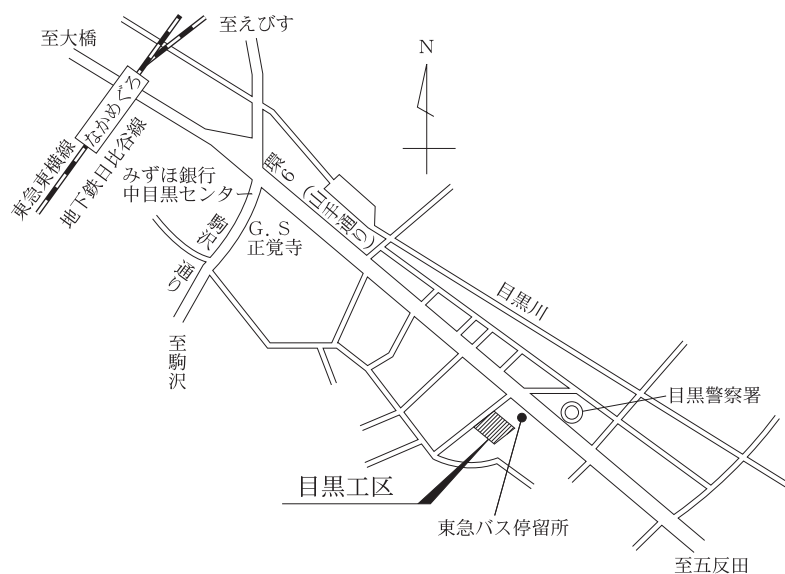 至えびす
至大橋
N
なかめぐろ
東急東横線
地下鉄日比谷線
環6(山手通り)
みずほ銀行
中目黒センター
駒沢通り
G.S
正覚寺
目黒川
至駒沢
目黒警察署
目黒工区
東急バス停留所
至五反田